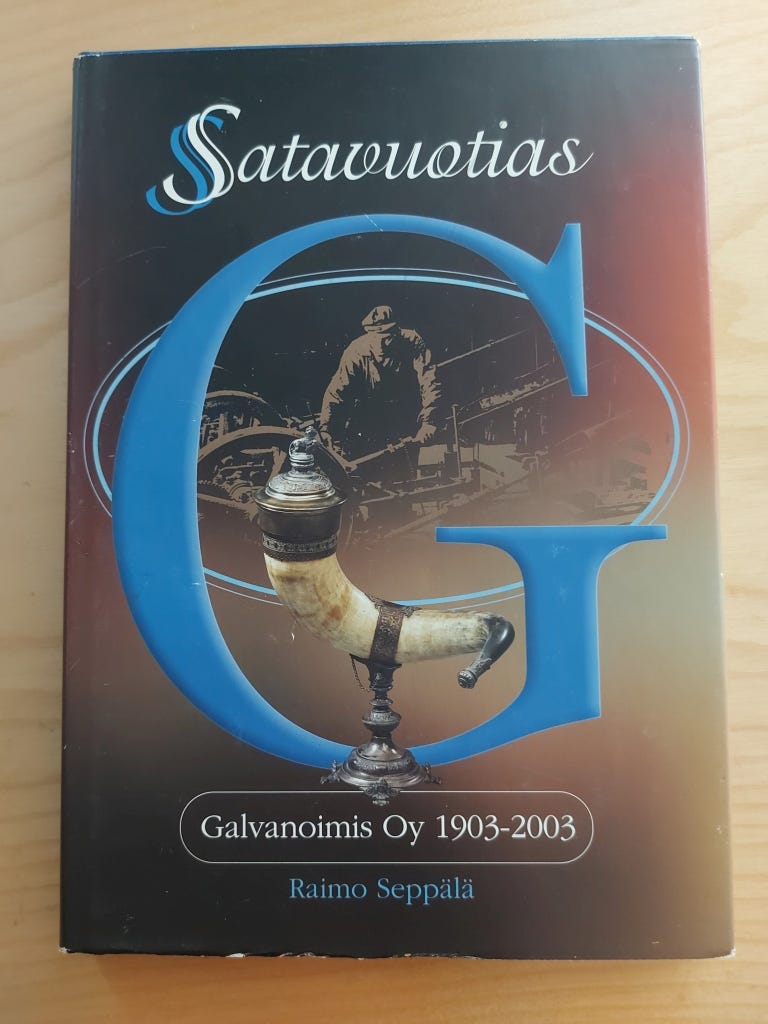 Satavuotias
G
Galvanoimis Oy 1903-2003
Raimo Seppälä